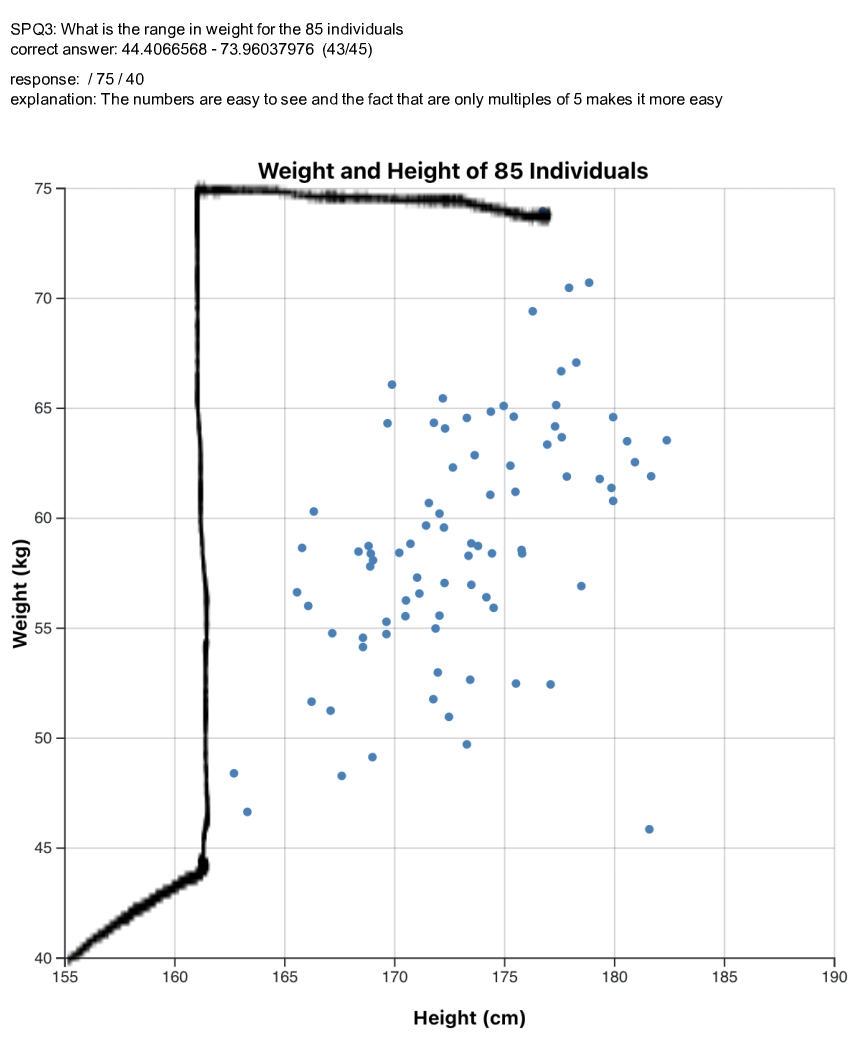 SPQ3: What is the range in weight for the 85 individuals
correct answer: 44.4066568 - 73.96037976  (43/45)
response:  / 75 / 40
explanation: The numbers are easy to see and the fact that are only multiples of 5 makes it more easy
Weight and Height of 85 Individuals
75
70
65
60
55
50
45
40
Weight (kg)
155 160 165 170 175 180 185 190
Height (cm)